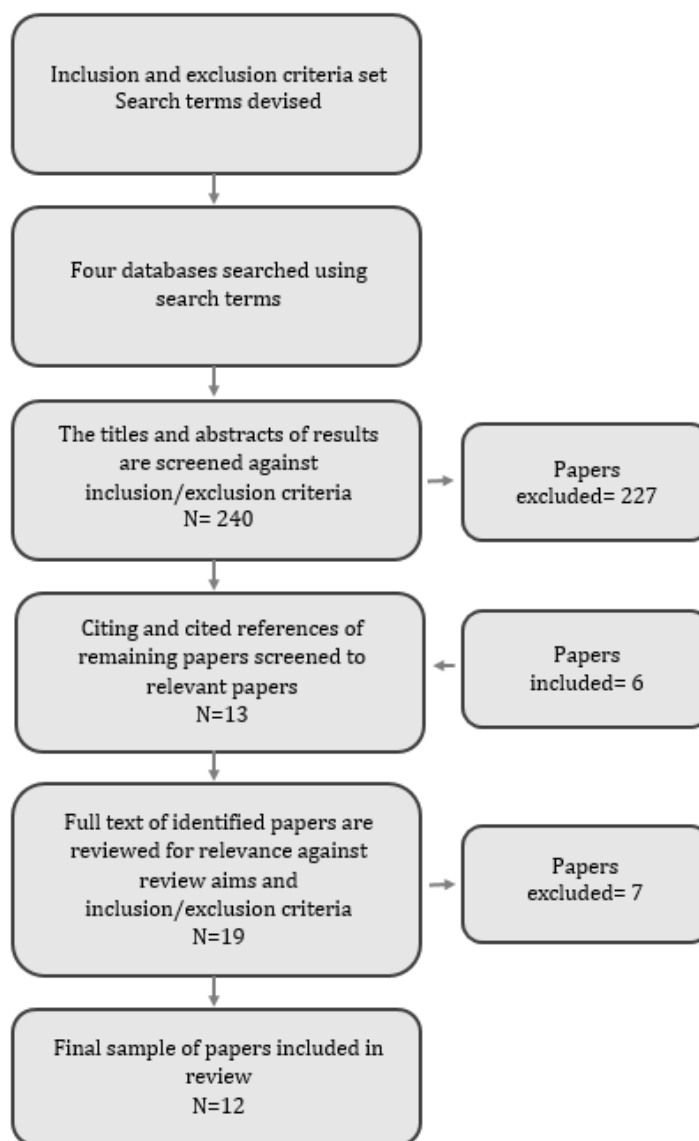 Inclusion and exclusion criteria set
Search terms devised
Four databases searched using
search terms
The titles and abstracts of results
are screened against
inclusion/exclusion criteria
N= 240
Papers
excluded= 227
Citing and cited references of
remaining papers screened to
relevant papers
N=13
Papers
included= 6
Full text of identified papers are
reviewed for relevance against
review aims and
inclusion/exclusion criteria
N=19
Papers
excluded= 7
Final sample of papers included in
review
N=12